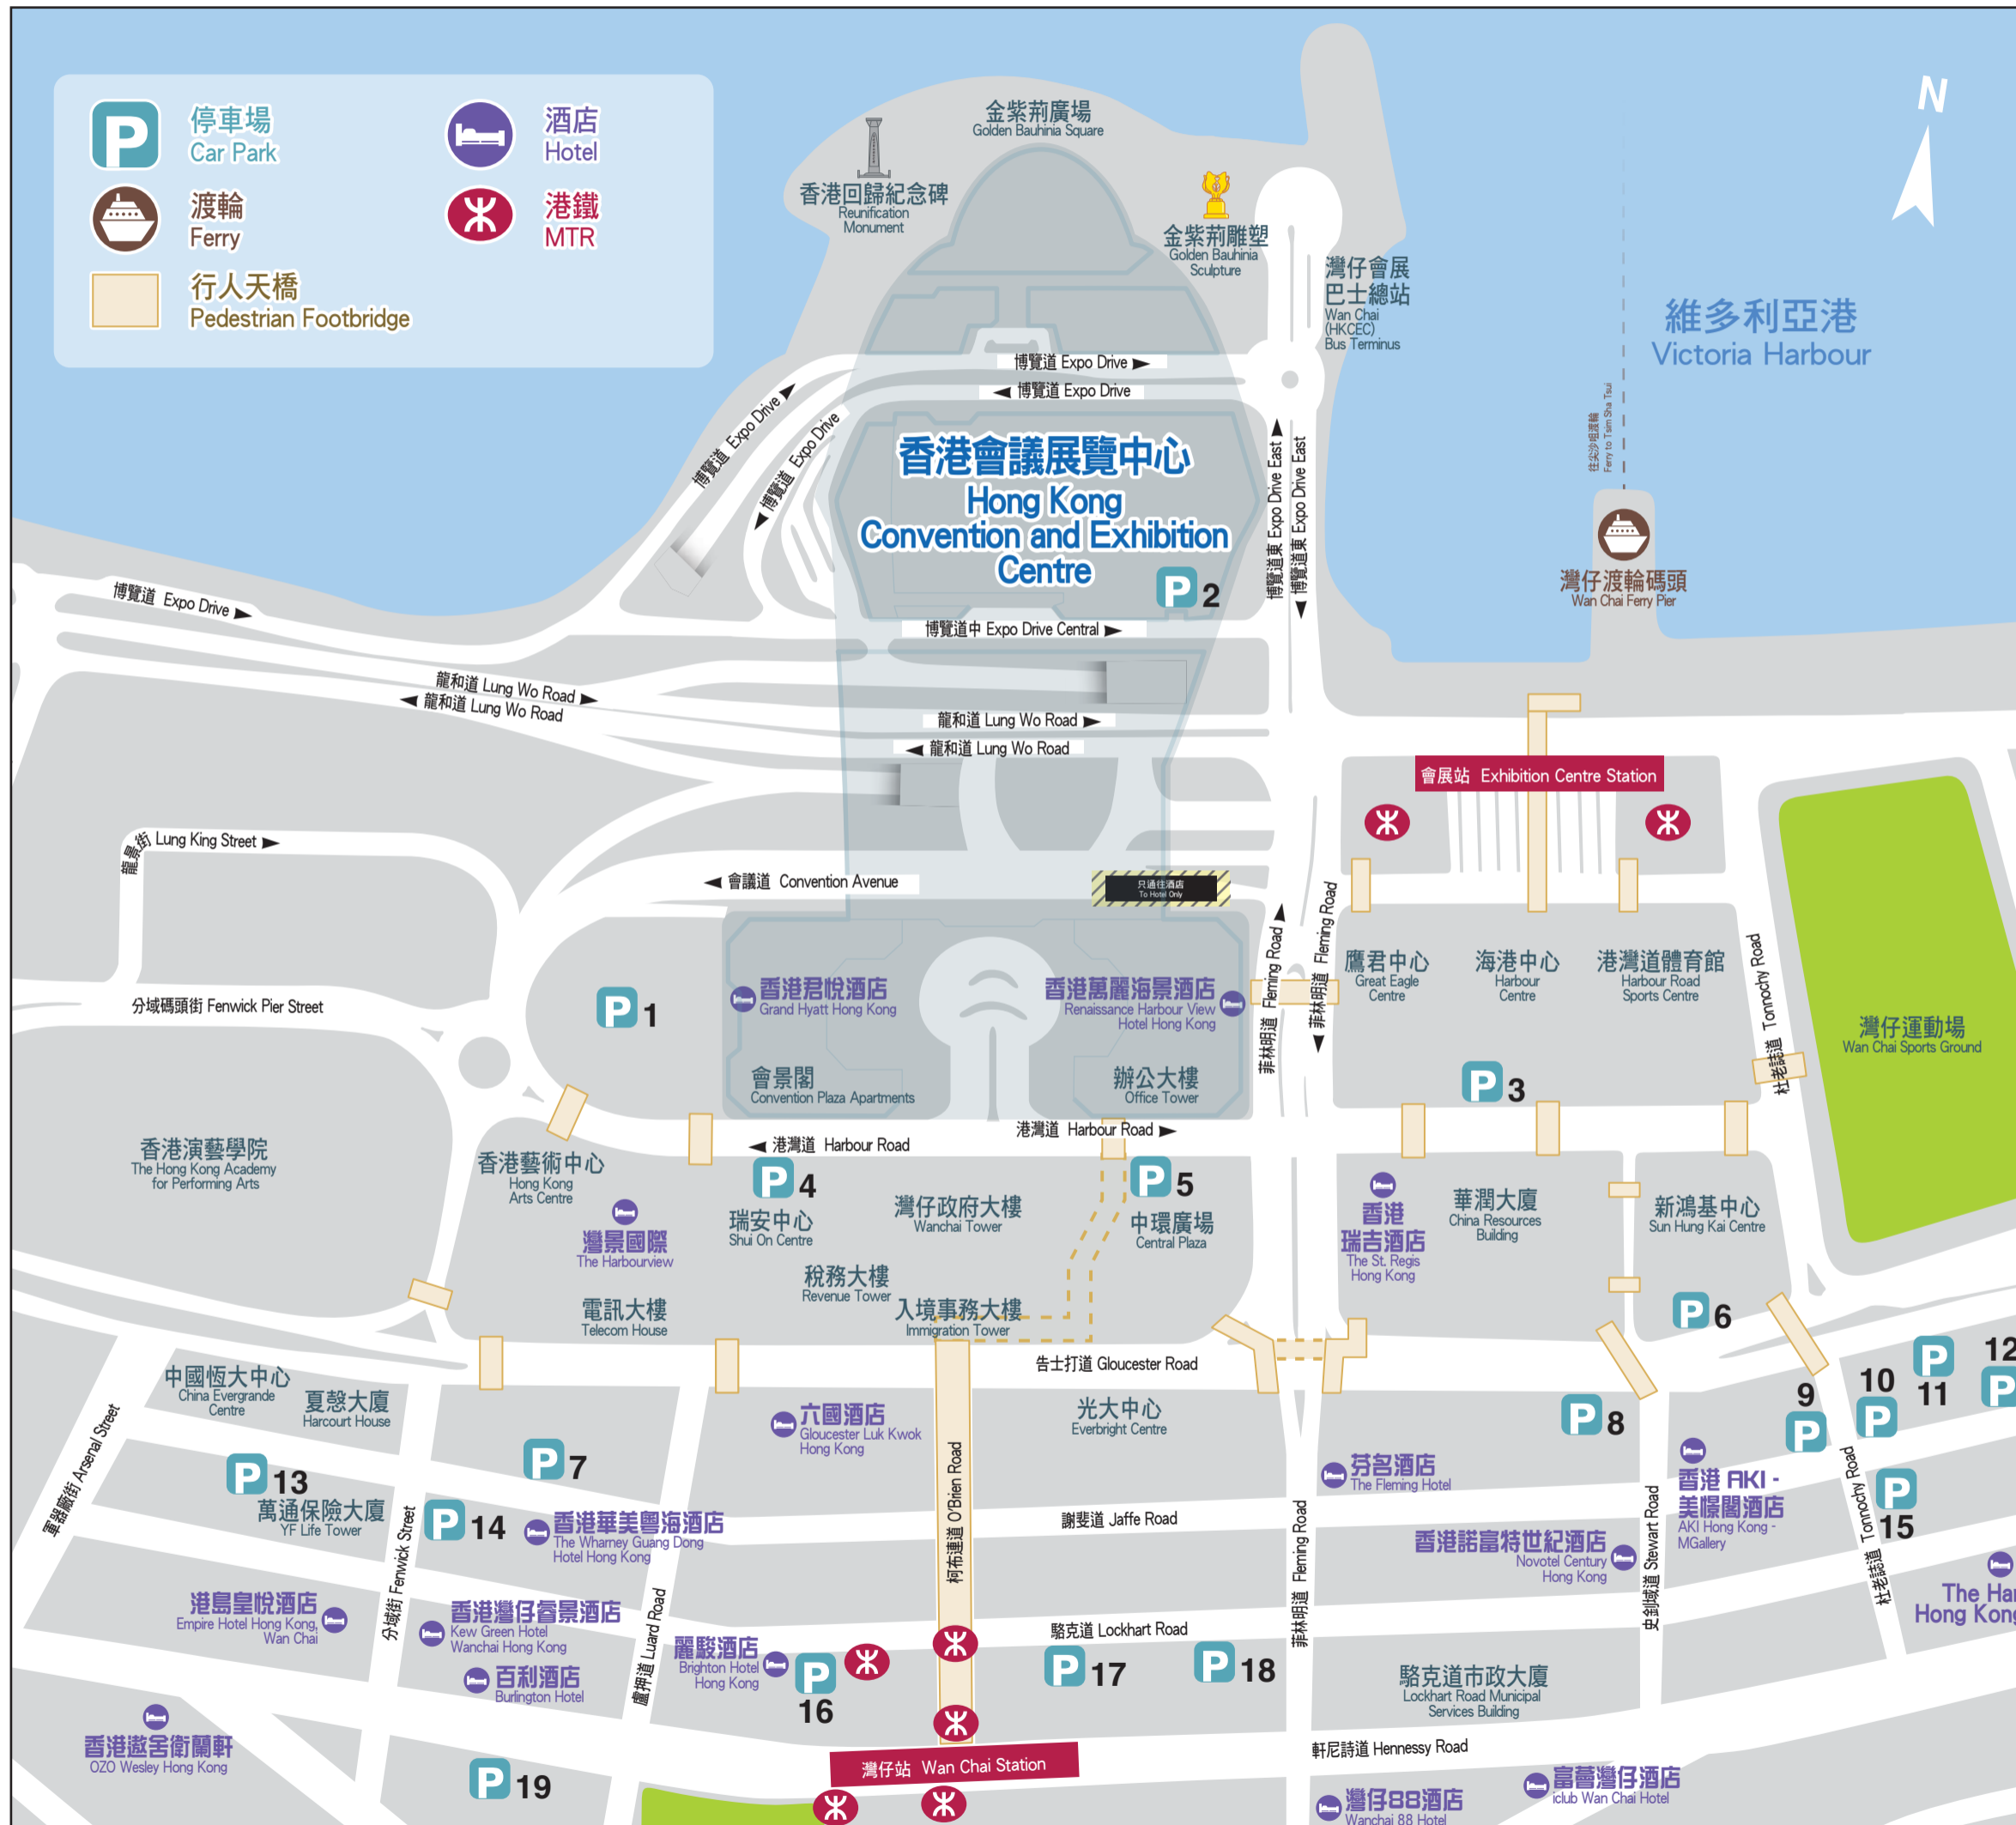 停車場
Car Park
酒店
Hotel
渡輪
Ferry
港鐵
MTR
行人天橋
Pedestrian Footbridge
N
金紫荊廣場
Golden Bauhinia Square
香港回歸紀念碑
Reunification
Monument
金紫荊雕塑
Golden Bauhinia
Sculpture
灣仔會展
巴士總站
Wan Chai
(HKCEC)
Bus Terminus
維多利亞港
Victoria Harbour
往尖沙咀渡輪
Ferry to Tsim Sha Tsui
灣仔渡輪碼頭
Wan Chai Ferry Pier
博覽道 Expo Drive
博覽道 Expo Drive
博覽道 Expo Drive
博覽道 Expo Drive
博覽道東 Expo Drive East
博覽道東 Expo Drive East
香港會議展覽中心
Hong Kong
Convention and Exhibition
Centre
P 2
博覽道 Expo Drive
博覽道中 Expo Drive Central
龍和道 Lung Wo Road
龍和道 Lung Wo Road
龍和道 Lung Wo Road
龍和道 Lung Wo Road
會展站 Exhibition Centre Station
龍景街 Lung King Street
會議道 Convention Avenue
只通往酒店
To Hotel Only
菲林明道 Fleming Road
菲林明道 Fleming Road
鷹君中心
Great Eagle
Centre
海港中心
Harbour
Centre
港灣道體育館
Harbour Road
Sports Centre
杜老誌道 Tonnochy Road
灣仔運動場
Wan Chai Sports Ground
分域碼頭街 Fenwick Pier Street
P 1
香港君悅酒店
Grand Hyatt Hong Kong
香港萬麗海景酒店
Renaissance Harbour View
Hotel Hong Kong
會景閣
Convention Plaza Apartments
辦公大樓
Office Tower
P 3
港灣道 Harbour Road
港灣道 Harbour Road
香港演藝學院
The Hong Kong Academy
for Performing Arts
香港藝術中心
Hong Kong
Arts Centre
灣景國際
The Harbourview
P 4
瑞安中心
Shui On Centre
灣仔政府大樓
Wanchai Tower
P 5
中環廣場
Central Plaza
香港
瑞吉酒店
The St. Regis
Hong Kong
華潤大廈
China Resources
Building
新鴻基中心
Sun Hung Kai Centre
稅務大樓
Revenue Tower
電訊大樓
Telecom House
入境事務大樓
Immigration Tower
P 6
告士打道 Gloucester Road
中國恆大中心
China Evergrande
Centre
夏慤大廈
Harcourt House
軍器廠街 Arsenal Street
六國酒店
Gloucester Luk Kwok
Hong Kong
光大中心
Everbright Centre
P 8
9
P
10
P
P
11
12
P
P 13
萬通保險大廈
YF Life Tower
P 7
P 14
香港華美粵海酒店
The Wharney Guang Dong
Hotel Hong Kong
柯布連道 O'Brien Road
謝斐道 Jaffe Road
芬名酒店
The Fleming Hotel
香港 AKI -
美憬閣酒店
AKI Hong Kong -
MGallery
P
15
杜老誌道 Tonnochy Road
香港諾富特世紀酒店
Novotel Century
Hong Kong
史釗域道 Stewart Road
菲林明道 Fleming Road
分域街 Fenwick Street
盧押道 Luard Road
港島皇悅酒店
Empire Hotel Hong Kong,
Wan Chai
香港灣仔睿景酒店
Kew Green Hotel
Wanchai Hong Kong
百利酒店
Burlington Hotel
麗駿酒店
Brighton Hotel
Hong Kong
P
16
駱克道 Lockhart Road
P 17
P 18
駱克道市政大廈
Lockhart Road Municipal
Services Building
The Har
Hong Kong
香港遨舍衛蘭軒
OZO Wesley Hong Kong
P 19
灣仔站 Wan Chai Station
軒尼詩道 Hennessy Road
灣仔88酒店
Wanchai 88 Hotel
富薈灣仔酒店
iclub Wan Chai Hotel